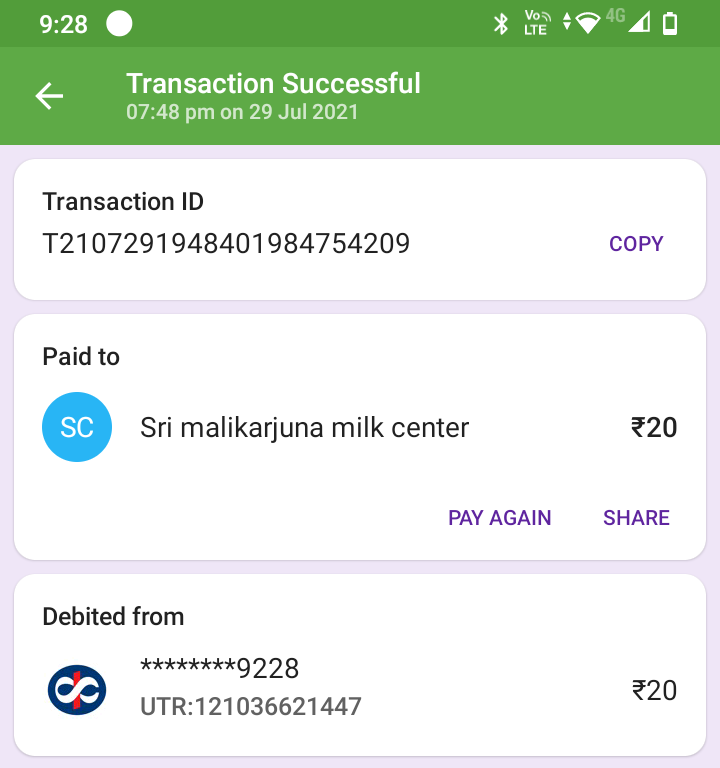 9:28
Vo LTE 4G
Transaction Successful
07:48 pm on 29 Jul 2021
Transaction ID
T2107291948401984754209 COPY
Paid to
SC Sri malikarjuna milk center ₹20
PAY AGAIN SHARE
Debited from
********9228
UTR:121036621447 ₹20